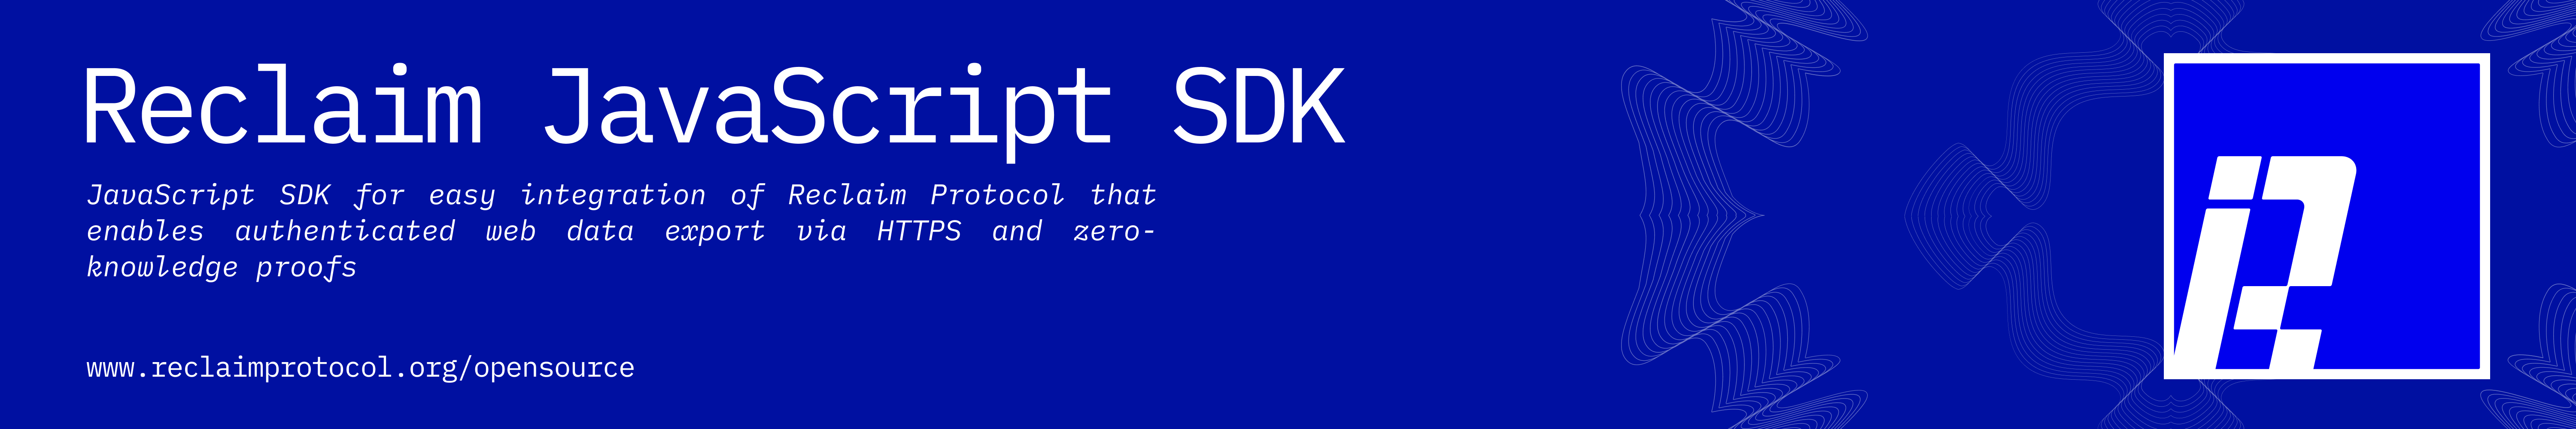 Reclaim JavaScript SDK
JavaScript SDK for easy integration of Reclaim Protocol that
enables authenticated web data export via HTTPS and zero-
knowledge proofs
www.reclaimprotocol.org/opensource